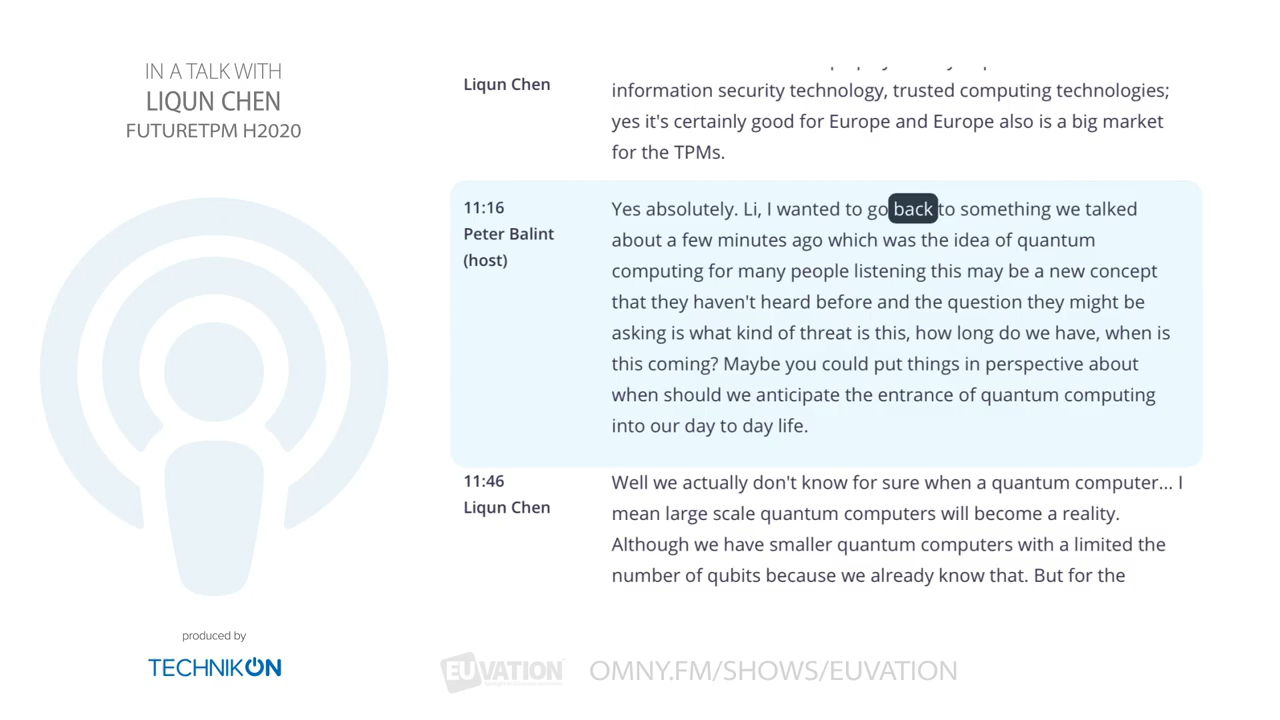 IN A TALK WITH
LIQUN CHEN
FUTURETPM H2020
produced by
TECHNIKON
Liqun Chen
information security technology, trusted computing technologies;
yes it's certainly good for Europe and Europe also is a big market
for the TPMs.
11:16
Peter Balint
(host)
Yes absolutely. Li, I wanted to go back to something we talked
about a few minutes ago which was the idea of quantum
computing for many people listening this may be a new concept
that they haven't heard before and the question they might be
asking is what kind of threat is this, how long do we have, when is
this coming? Maybe you could put things in perspective about
when should we anticipate the entrance of quantum computing
into our day to day life.
11:46
Liqun Chen
Well we actually don't know for sure when a quantum computer... I
mean large scale quantum computers will become a reality.
Although we have smaller quantum computers with a limited the
number of qubits because we already know that. But for the
EUVATION
OMNY.FM/SHOWS/EUVATION